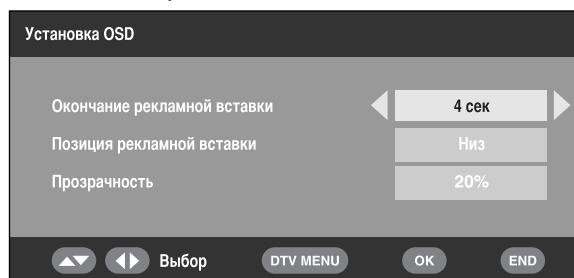 Установка OSD
Окончание рекламной вставки 4 сек
Позиция рекламной вставки Низ
Прозрачность 20%
Выбор DTV MENU OK END